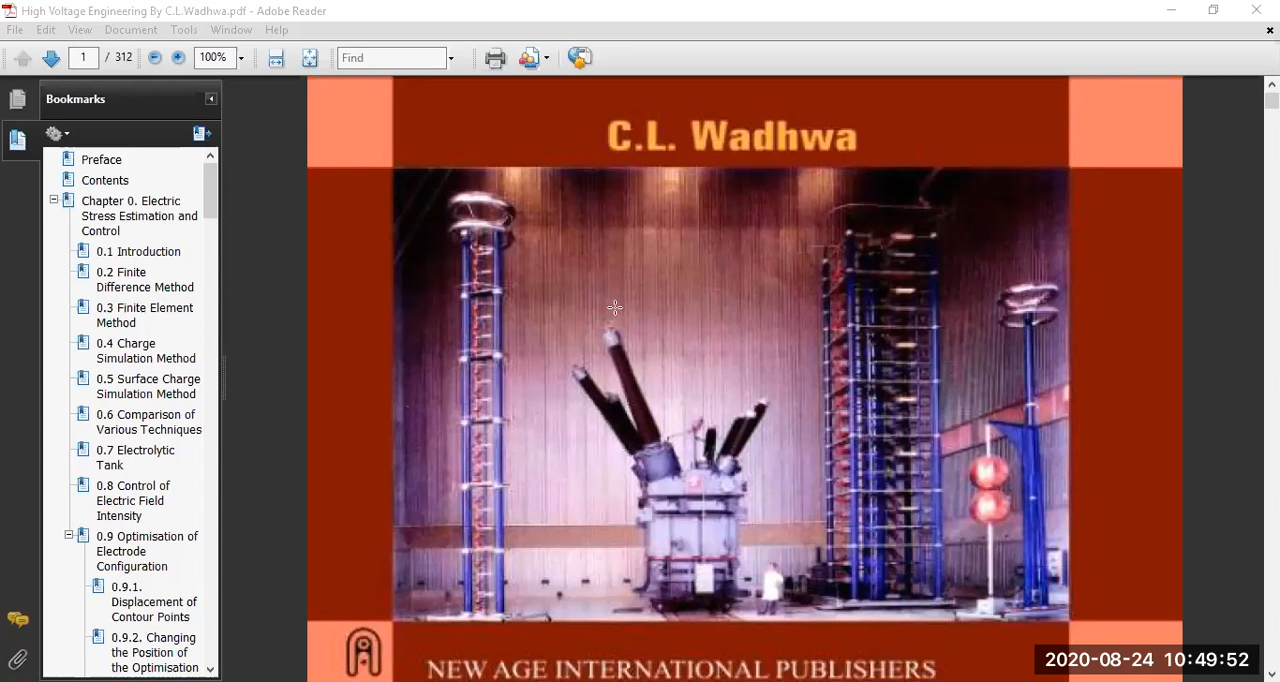 High Voltage Engineering By C.L.Wadhwa.pdf - Adobe Reader
File Edit View Document Tools Window Help
1 / 312 100% Find
Bookmarks
Preface
Contents
Chapter 0. Electric
Stress Estimation and
Control
0.1 Introduction
0.2 Finite
Difference Method
0.3 Finite Element
Method
0.4 Charge
Simulation Method
0.5 Surface Charge
Simulation Method
0.6 Comparison of
Various Techniques
0.7 Electrolytic
Tank
0.8 Control of
Electric Field
Intensity
0.9 Optimisation of
Electrode
Configuration
0.9.1.
Displacement of
Contour Points
0.9.2. Changing
the Position of
the Optimisation
C.L. Wadhwa
NEW AGE INTERNATIONAL PUBLISHERS
2020-08-24 10:49:52